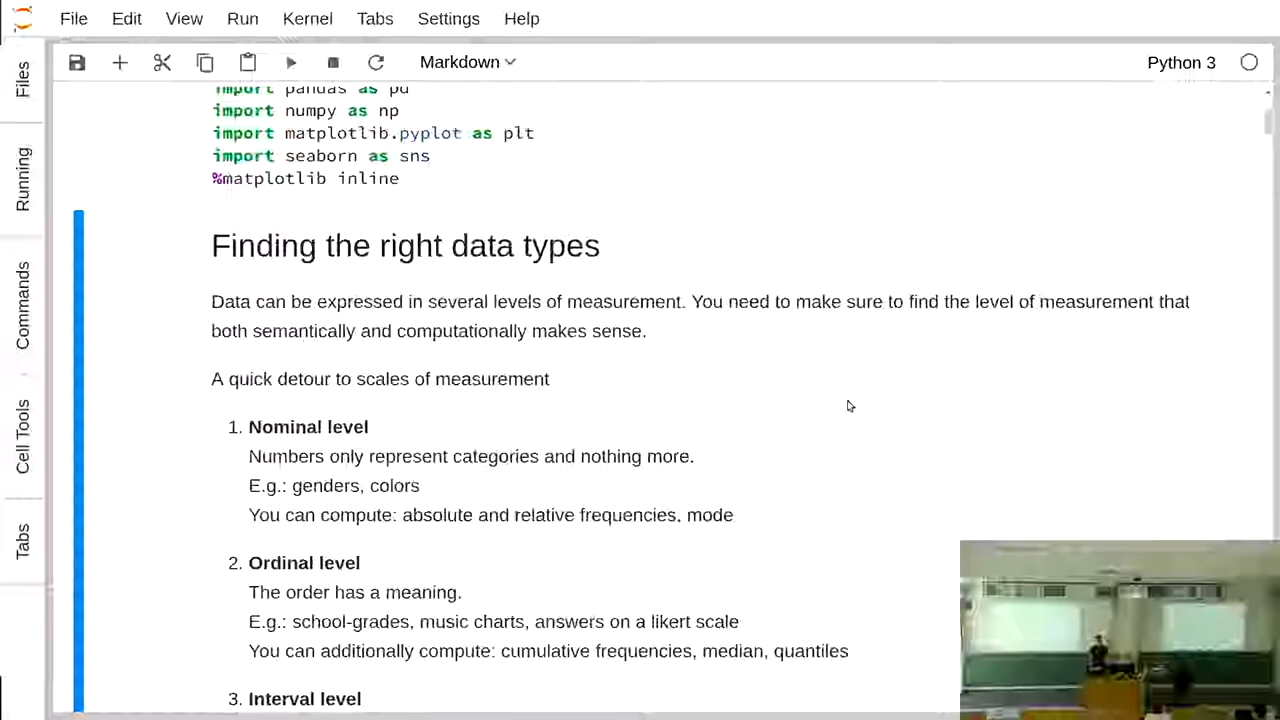 File Edit View Run Kernel Tabs Settings Help
Markdown
Python 3
Files
Running
Commands
Cell Tools
Tabs
import pandas as pd
import numpy as np
import matplotlib.pyplot as plt
import seaborn as sns
%matplotlib inline
Finding the right data types
Data can be expressed in several levels of measurement. You need to make sure to find the level of measurement that
both semantically and computationally makes sense.
A quick detour to scales of measurement
1. Nominal level
Numbers only represent categories and nothing more.
E.g.: genders, colors
You can compute: absolute and relative frequencies, mode
2. Ordinal level
The order has a meaning.
E.g.: school-grades, music charts, answers on a likert scale
You can additionally compute: cumulative frequencies, median, quantiles
3. Interval level